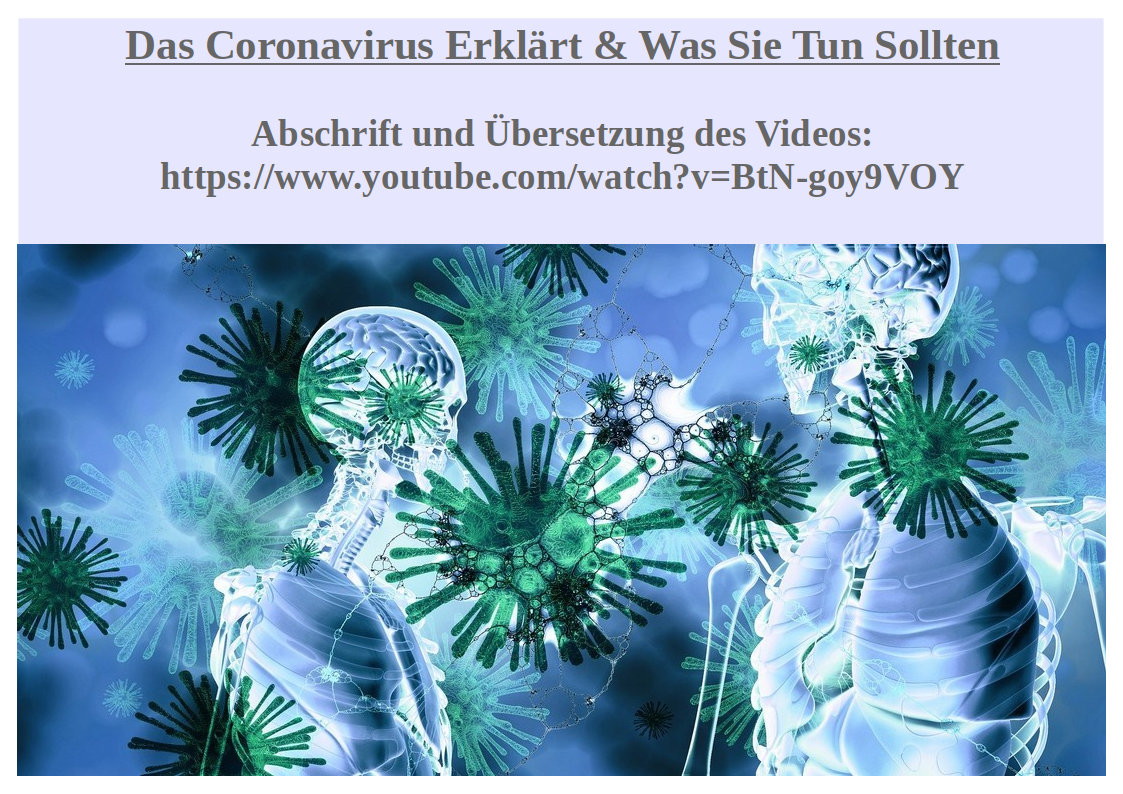 Das Coronavirus Erklärt & Was Sie Tun Sollten
Abschrift und Übersetzung des Videos:
https://www.youtube.com/watch?v=BtN-goy9VOY